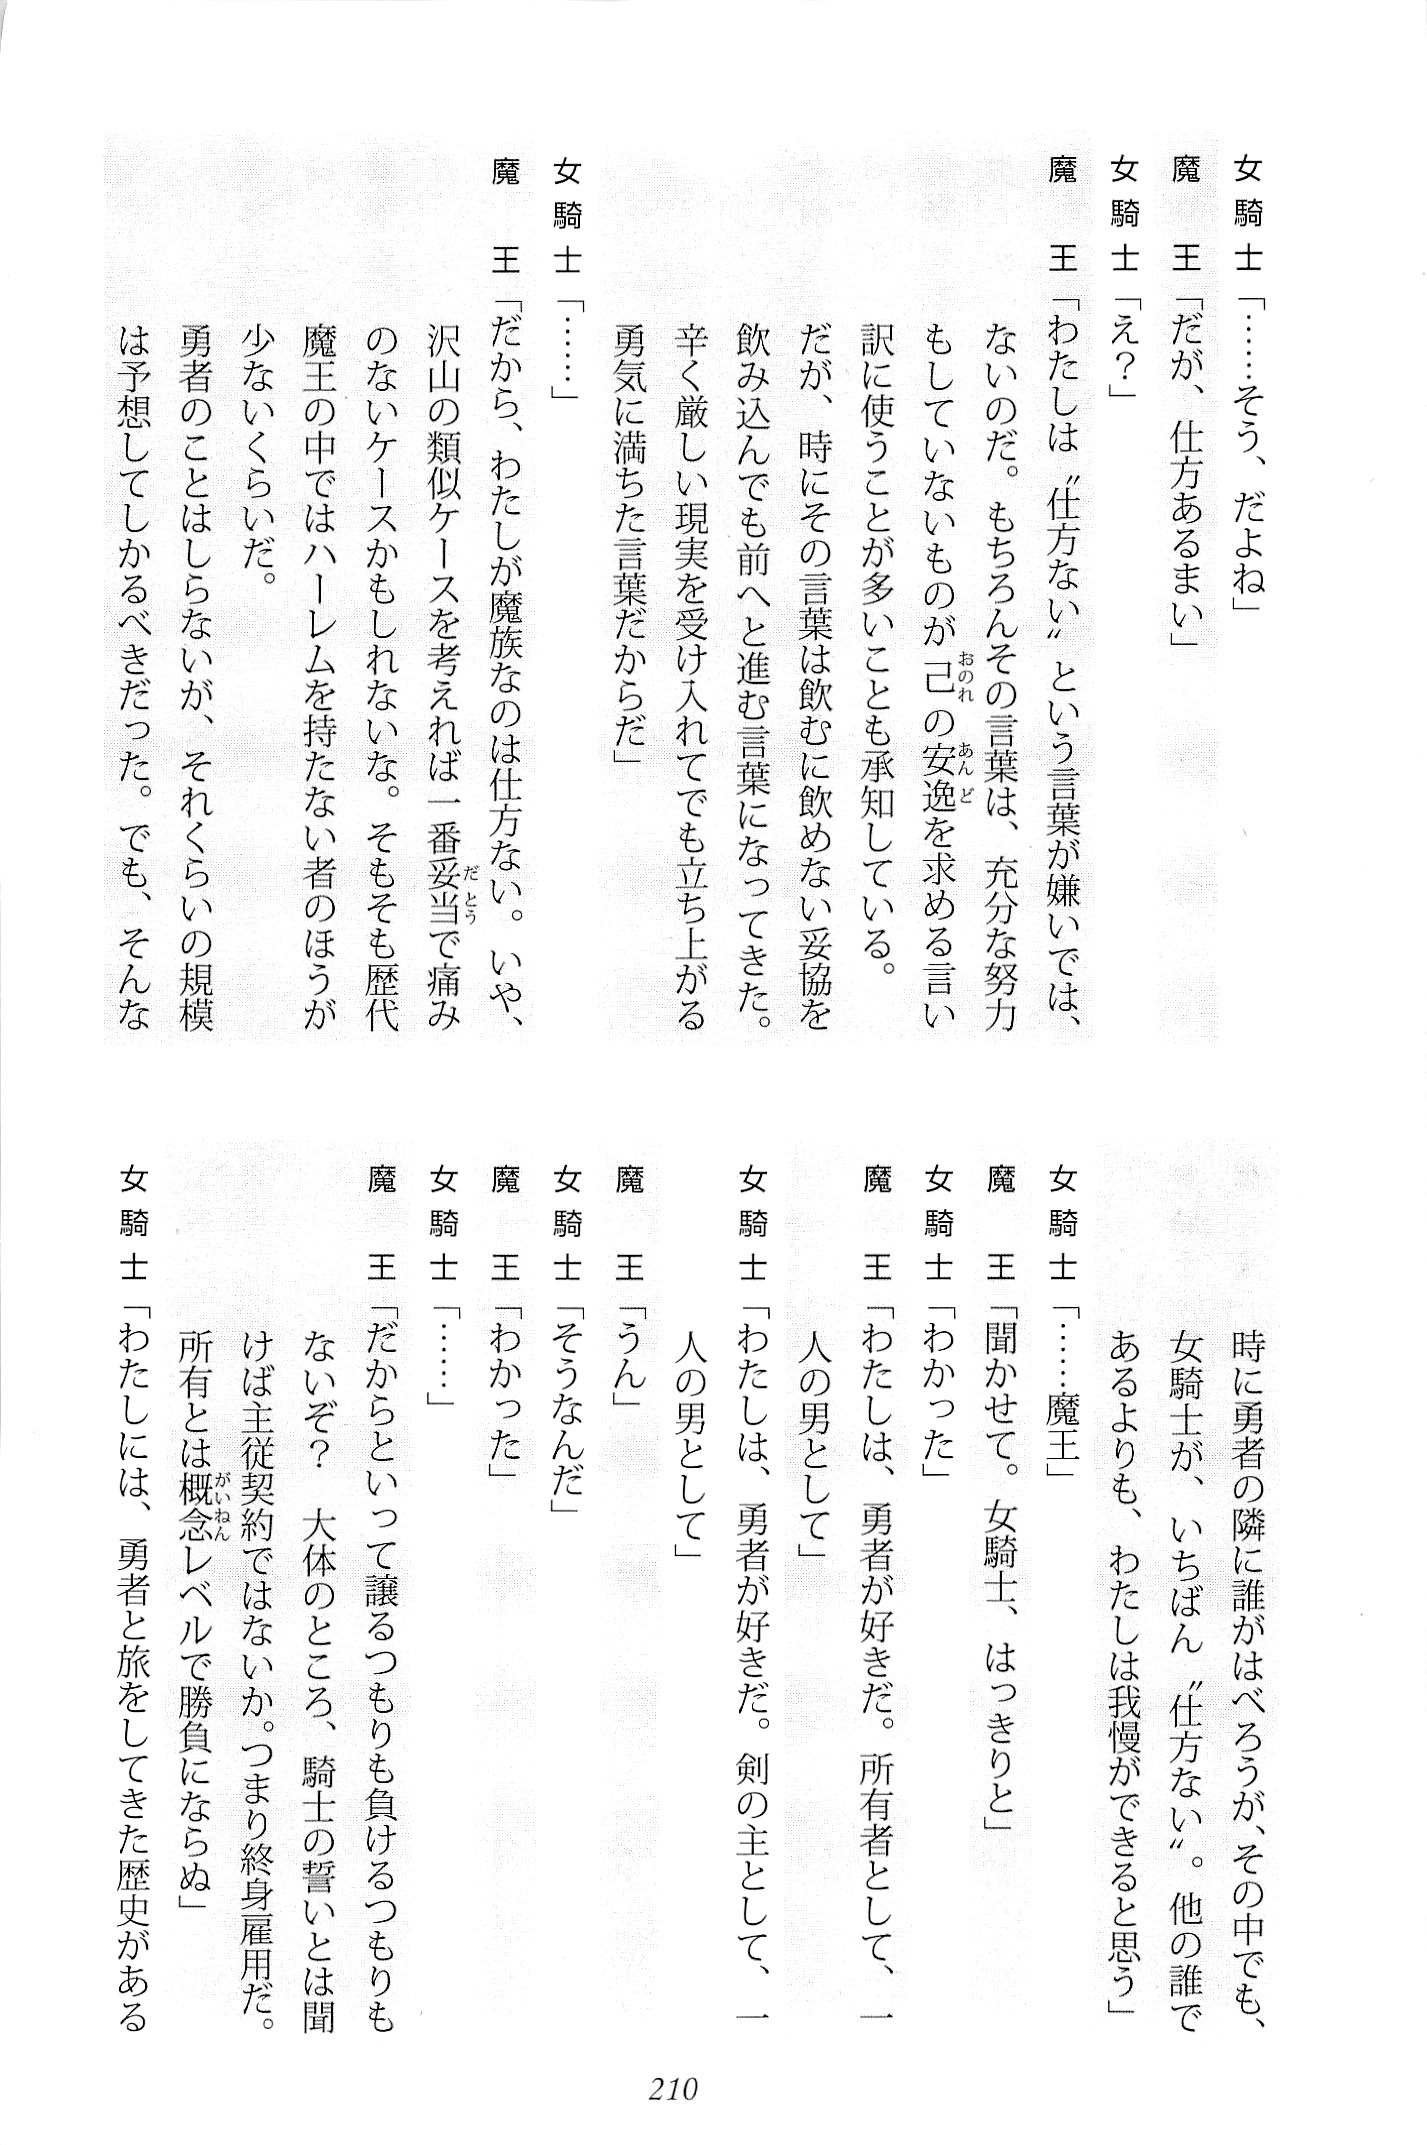 女騎士「……そう、だよね」
魔　王「だが、仕方あるまい」
女騎士「え？」
魔　王「わたしは〝仕方ない〟という言葉が嫌いでは、
ないのだ。もちろんその言葉は、充分な努力
もしていないものが己の安逸を求める言い
訳に使うことが多いことも承知している。
だが、時にその言葉は飲むに飲めない妥協を
飲み込んでも前へと進む言葉になってきた。
辛く厳しい現実を受け入れてでも立ち上がる
勇気に満ちた言葉だからだ」
女騎士「……」
魔　王「だから、わたしが魔族なのは仕方ない。いや、
沢山の類似ケースを考えれば一番妥当で痛み
のないケースかもしれないな。そもそも歴代
魔王の中ではハーレムを持たない者のほうが
少ないくらいだ。
勇者のことはしらないが、それくらいの規模
は予想してしかるべきだった。でも、そんな
時に勇者の隣に誰がはべろうが、その中でも、
女騎士が、いちばん〝仕方ない〟。他の誰で
あるよりも、わたしは我慢ができると思う」
女騎士「……魔王」
魔　王「聞かせて。女騎士、はっきりと」
女騎士「わかった」
魔　王「わたしは、勇者が好きだ。所有者として、一
人の男として」
女騎士「わたしは、勇者が好きだ。剣の主として、一
人の男として」
魔　王「うん」
女騎士「そうなんだ」
魔　王「わかった」
女騎士「……」
魔　王「だからといって譲るつもりも負けるつもりも
ないぞ？　大体のところ、騎士の誓いとは聞
けば主従契約ではないか。つまり終身雇用だ。
所有とは概念レベルで勝負にならぬ」
女騎士「わたしには、勇者と旅をしてきた歴史がある
210